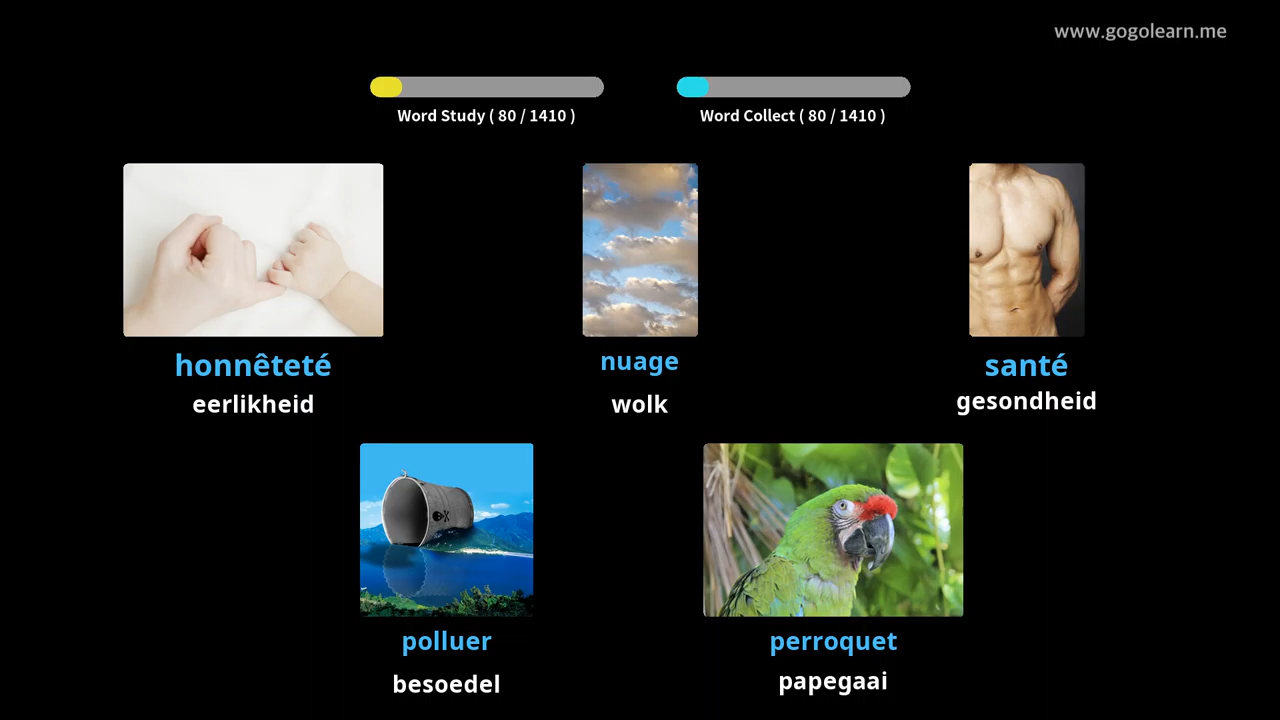 www.gogolearn.me
Word Study ( 80 / 1410 )
Word Collect ( 80 / 1410 )
honnêteté
eerlikheid
nuage
wolk
santé
gesondheid
polluer
besoedel
perroquet
papegaai